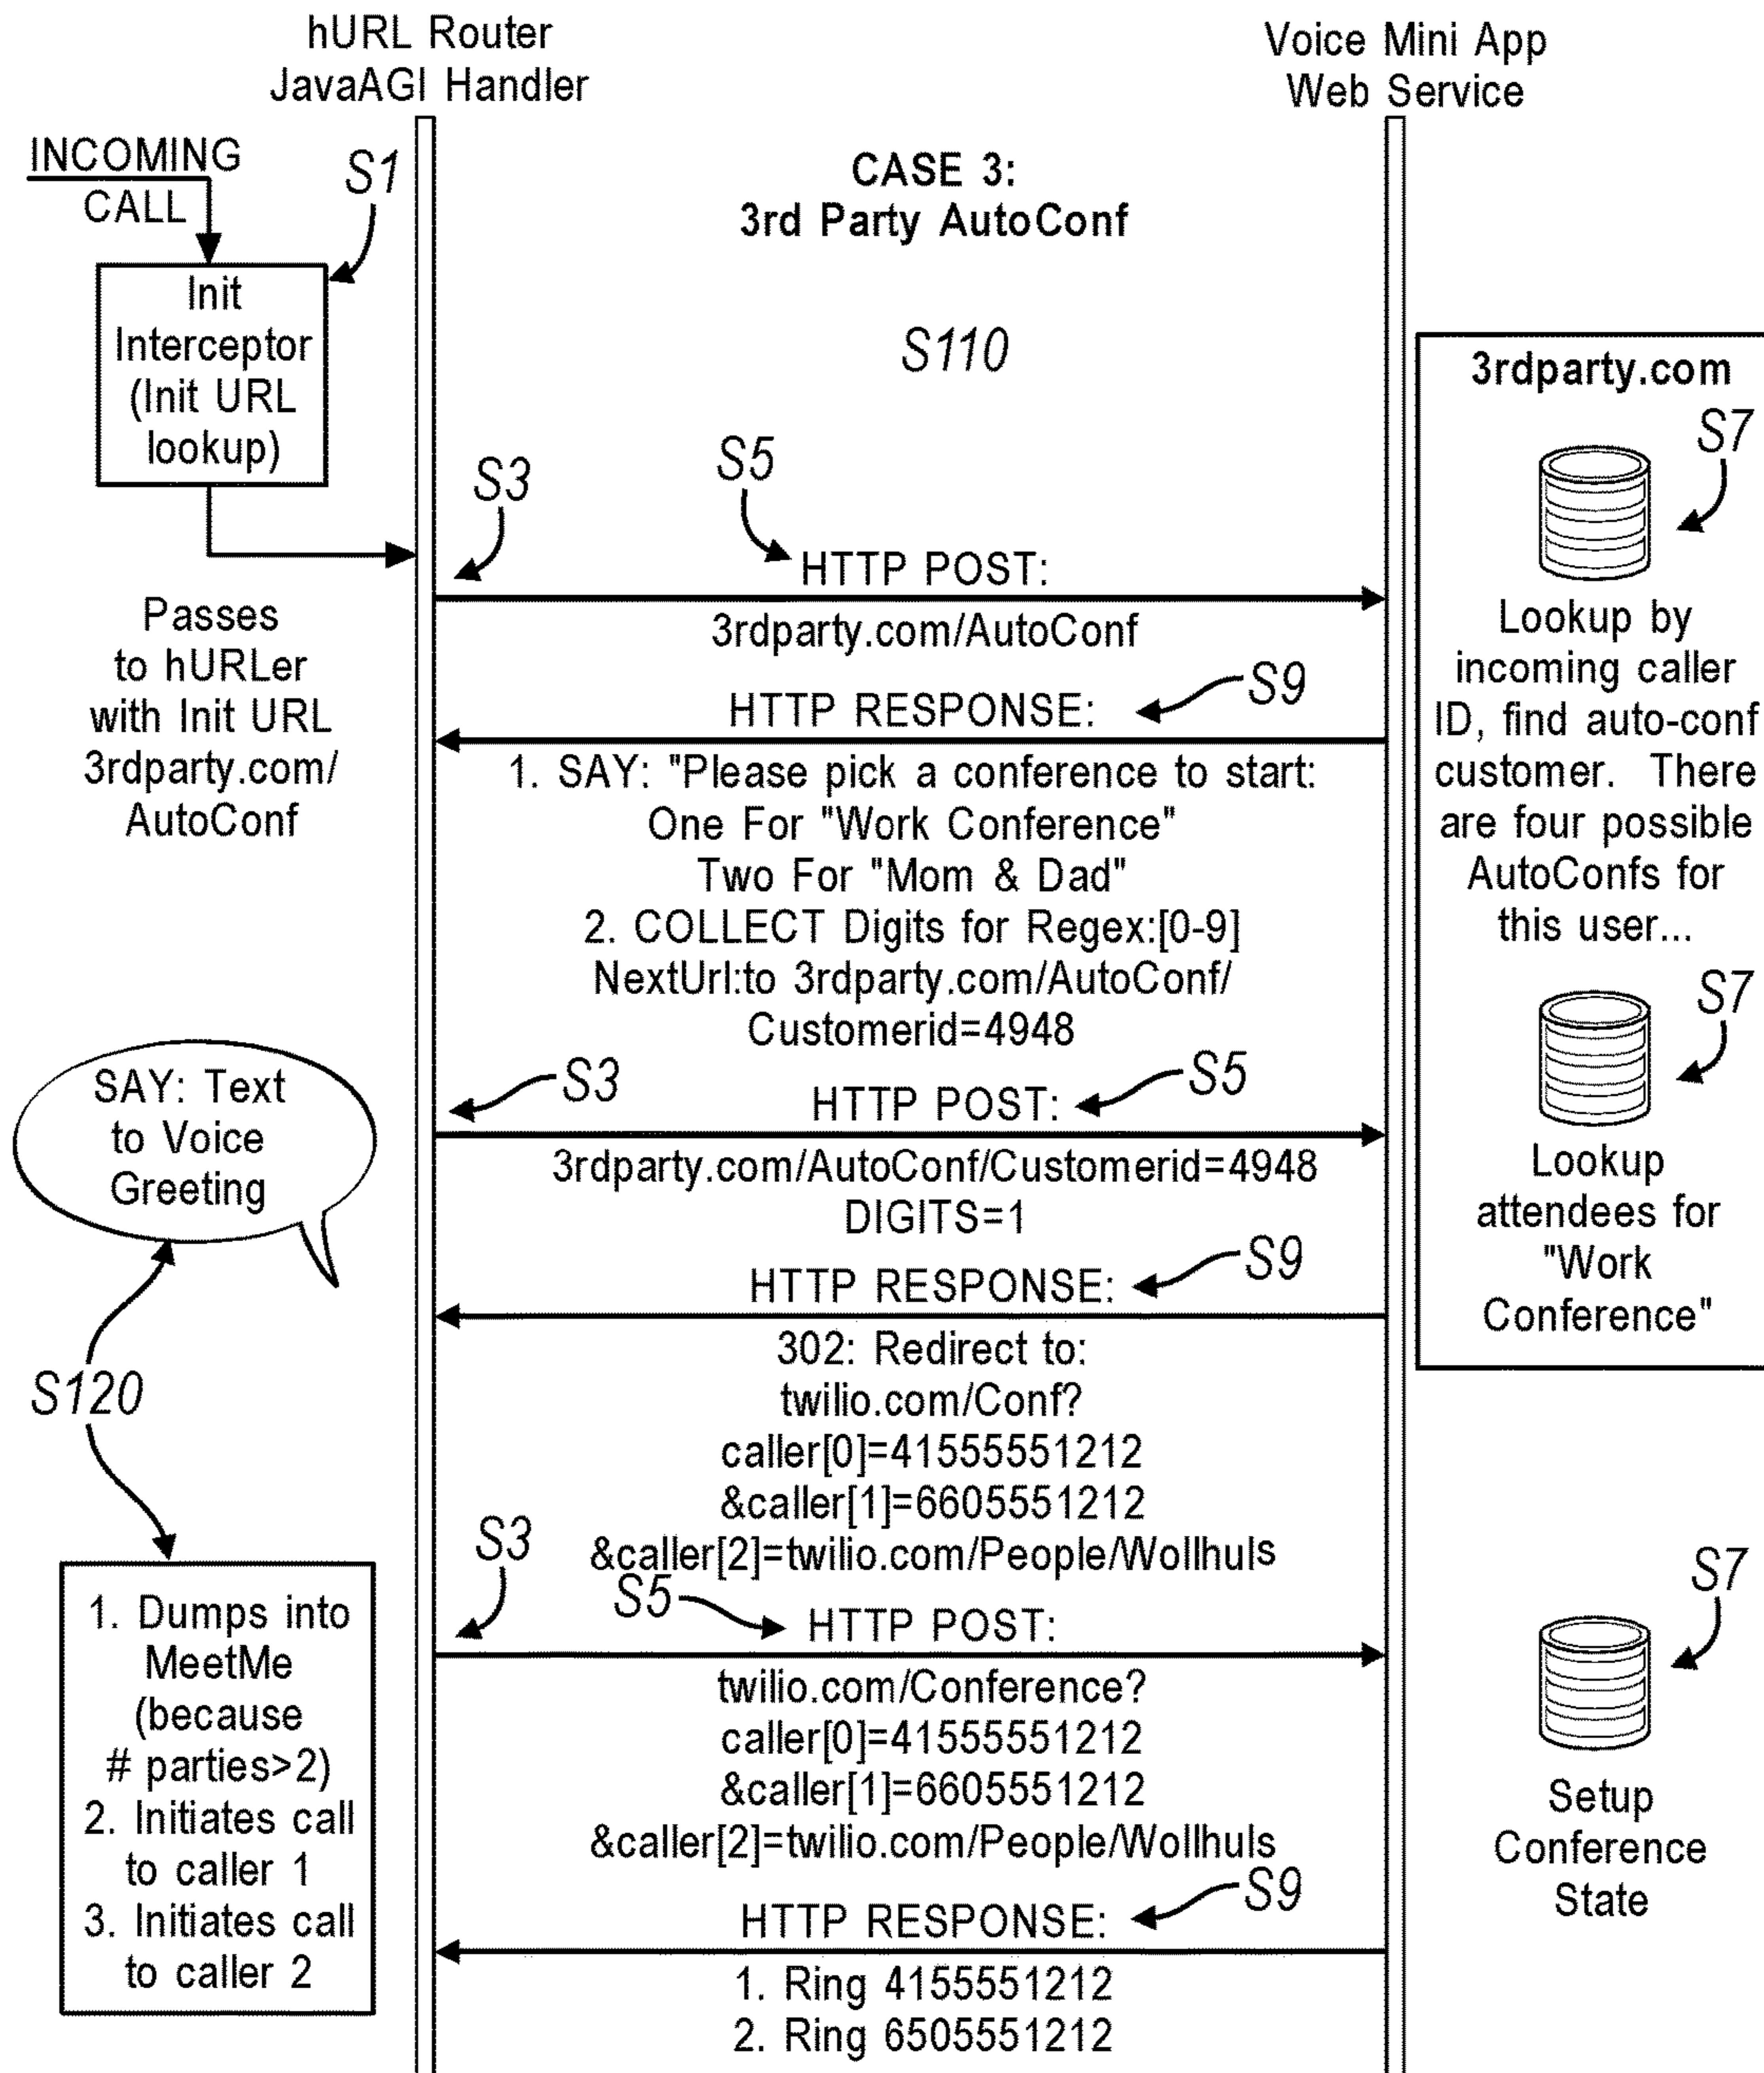 hURL Router
JavaAGI Handler
Voice Mini App
Web Service
INCOMING
CALL
S1
CASE 3:
3rd Party AutoConf
Init
Interceptor
(Init URL
lookup)
S110
3rdparty.com
S7
S3
S5
HTTP POST:
3rdparty.com/AutoConf
Passes
to hURLer
with Init URL
3rdparty.com/
AutoConf
Lookup by
incoming caller
ID, find auto-conf
customer. There
are four possible
AutoConfs for
this user...
HTTP RESPONSE:
S9
1. SAY: "Please pick a conference to start:
One For "Work Conference"
Two For "Mom & Dad"
2. COLLECT Digits for Regex:[0-9]
NextUrl:to 3rdparty.com/AutoConf/
Customerid=4948
S7
Lookup
attendees for
"Work
Conference"
SAY: Text
to Voice
Greeting
S3
HTTP POST:
S5
3rdparty.com/AutoConf/Customerid=4948
DIGITS=1
HTTP RESPONSE:
S9
302: Redirect to:
twilio.com/Conf?
caller[0]=41555551212
&caller[1]=6605551212
&caller[2]=twilio.com/People/Wollhuls
S120
S3
S5
HTTP POST:
twilio.com/Conference?
caller[0]=41555551212
&caller[1]=6605551212
&caller[2]=twilio.com/People/Wollhuls
S7
Setup
Conference
State
1. Dumps into
MeetMe
(because
# parties>2)
2. Initiates call
to caller 1
3. Initiates call
to caller 2
HTTP RESPONSE:
S9
1. Ring 4155551212
2. Ring 6505551212